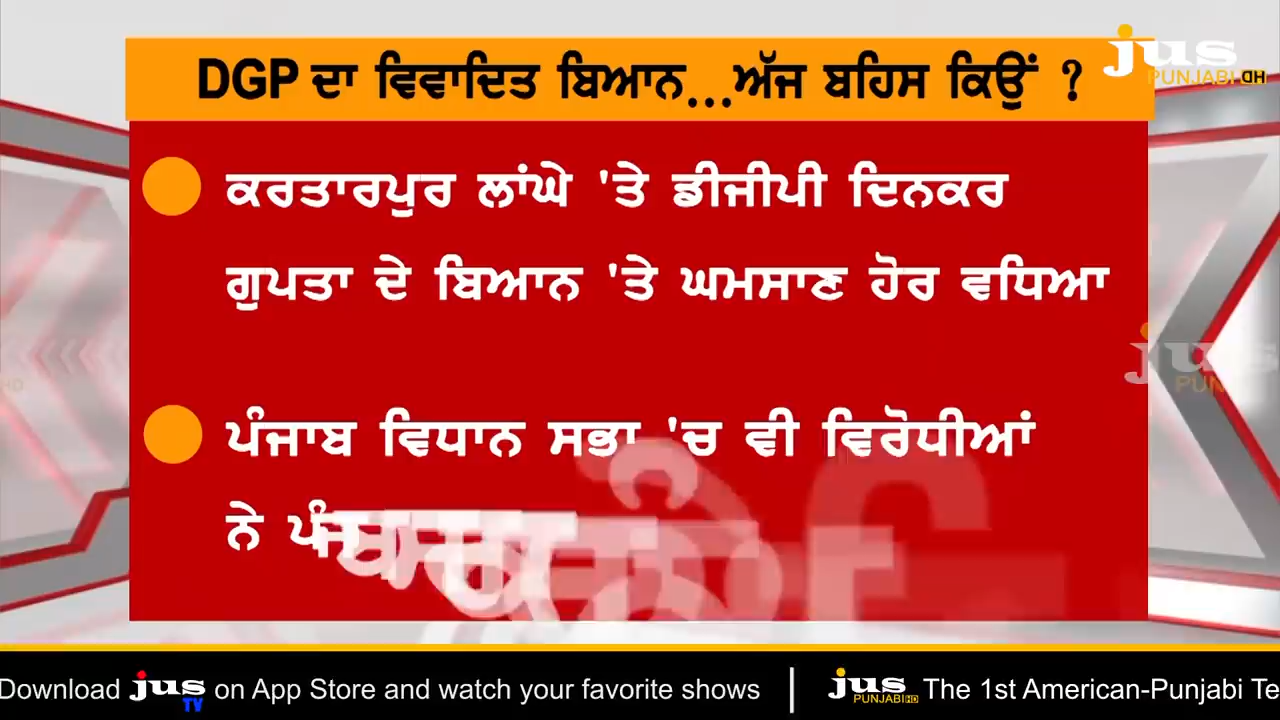 DGP ਦਾ ਵਿਵਾਦਿਤ ਬਿਆਨ...ਅੱਜ ਬਹਿਸ ਕਿਉਂ ?
jus
PUNJABI HD
ਕਰਤਾਰਪੁਰ ਲਾਂਘੇ 'ਤੇ ਡੀਜੀਪੀ ਦਿਨਕਰ
ਗੁਪਤਾ ਦੇ ਬਿਆਨ 'ਤੇ ਘਮਸਾਣ ਹੋਰ ਵਧਿਆ
ਪੰਜਾਬ ਵਿਧਾਨ ਸਭਾ 'ਚ ਵੀ ਵਿਰੋਧੀਆਂ
ਨੇ
Download jus TV on App Store and watch your favorite shows | jus PUNJABI HD The 1st American-Punjabi Te